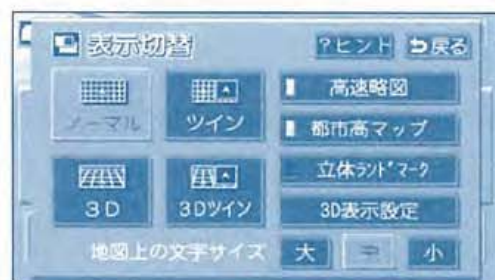 表示切替
?ヒント
戻る
ノーマル
ツイン
高速略図
都市高マップ
3D
3Dツイン
立体ランドマーク
3D表示設定
地図上の文字サイズ
大
中
小